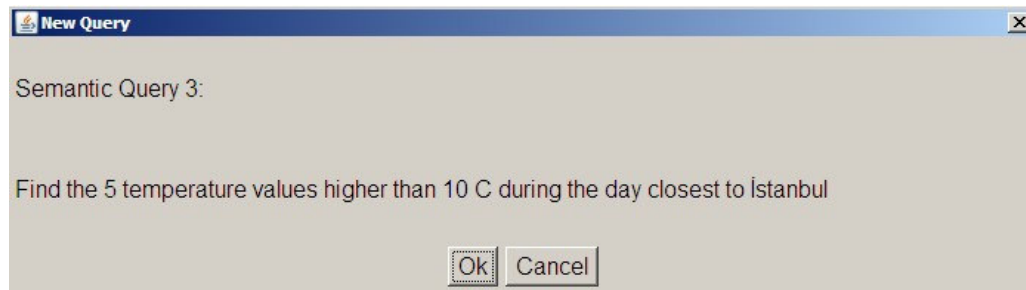 New Query
Semantic Query 3:
Find the 5 temperature values higher than 10 C during the day closest to İstanbul
Ok Cancel